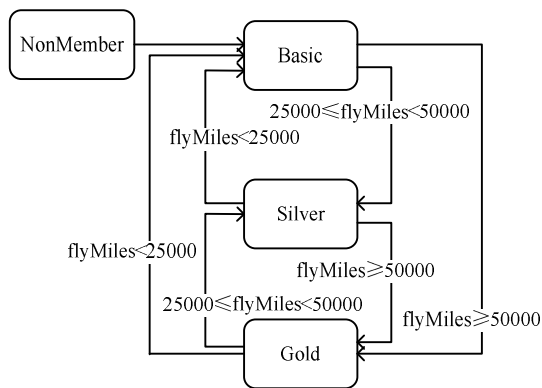 NonMember
Basic
25000≤flyMiles<50000
flyMiles<25000
Silver
flyMiles<25000
flyMiles≥50000
25000≤flyMiles<50000
flyMiles≥50000
Gold